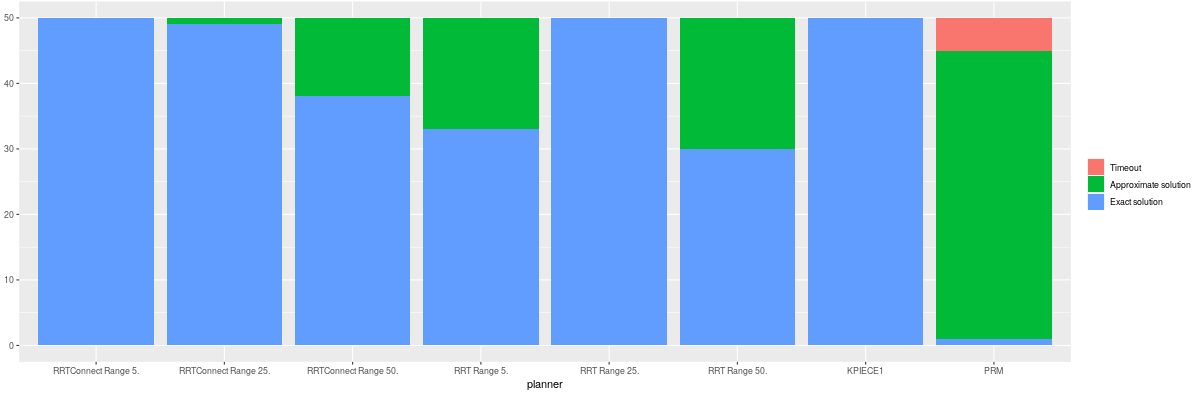 50
40
30
20
10
0
RRTConnect Range 5. RRTConnect Range 25. RRTConnect Range 50. RRT Range 5. RRT Range 25. RRT Range 50. KPIECE1 PRM
planner
Timeout
Approximate solution
Exact solution